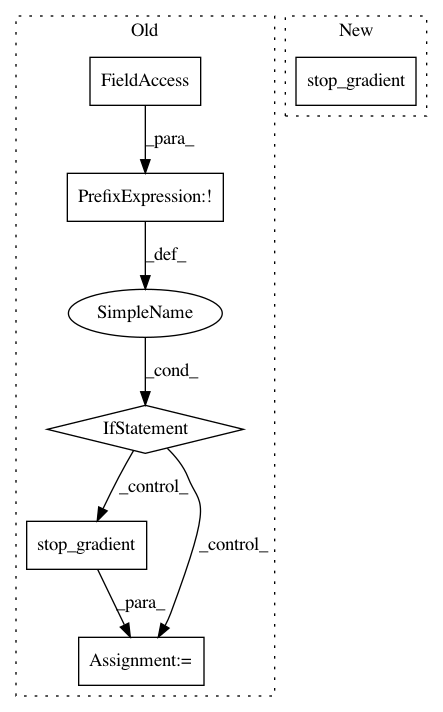 Old
New
FieldAccess
stop_gradient
_para_
PrefixExpression:!
_def_
SimpleName
_cond_
IfStatement
_control_
stop_gradient
_control_
_para_
Assignment:=